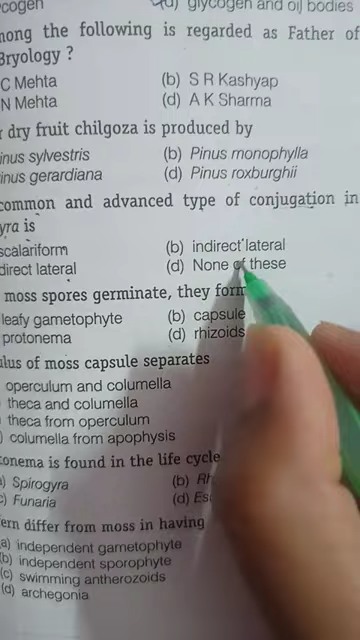 cogen (d) glycogen and oil bodies
mong the following is regarded as Father of
Bryology ?
C Mehta (b) S R Kashyap
N Mehta (d) A K Sharma
r dry fruit chilgoza is produced by
inus sylvestris (b) Pinus monophylla
inus gerardiana (d) Pinus roxburghii
common and advanced type of conjugation in
yra is
scalariform (b) indirect lateral
direct lateral (d) None of these
moss spores germinate, they form
leafy gametophyte (b) capsule
protonema (d) rhizoids
ulus of moss capsule separates
operculum and columella
theca and columella
theca from operculum
) columella from apophysis
onema is found in the life cycle
) Spirogyra (b)
c) Funaria (d)
ern differ from moss in having
a) independent gametophyte
(b) independent sporophyte
(c) swimming antherozoids
(d) archegonia